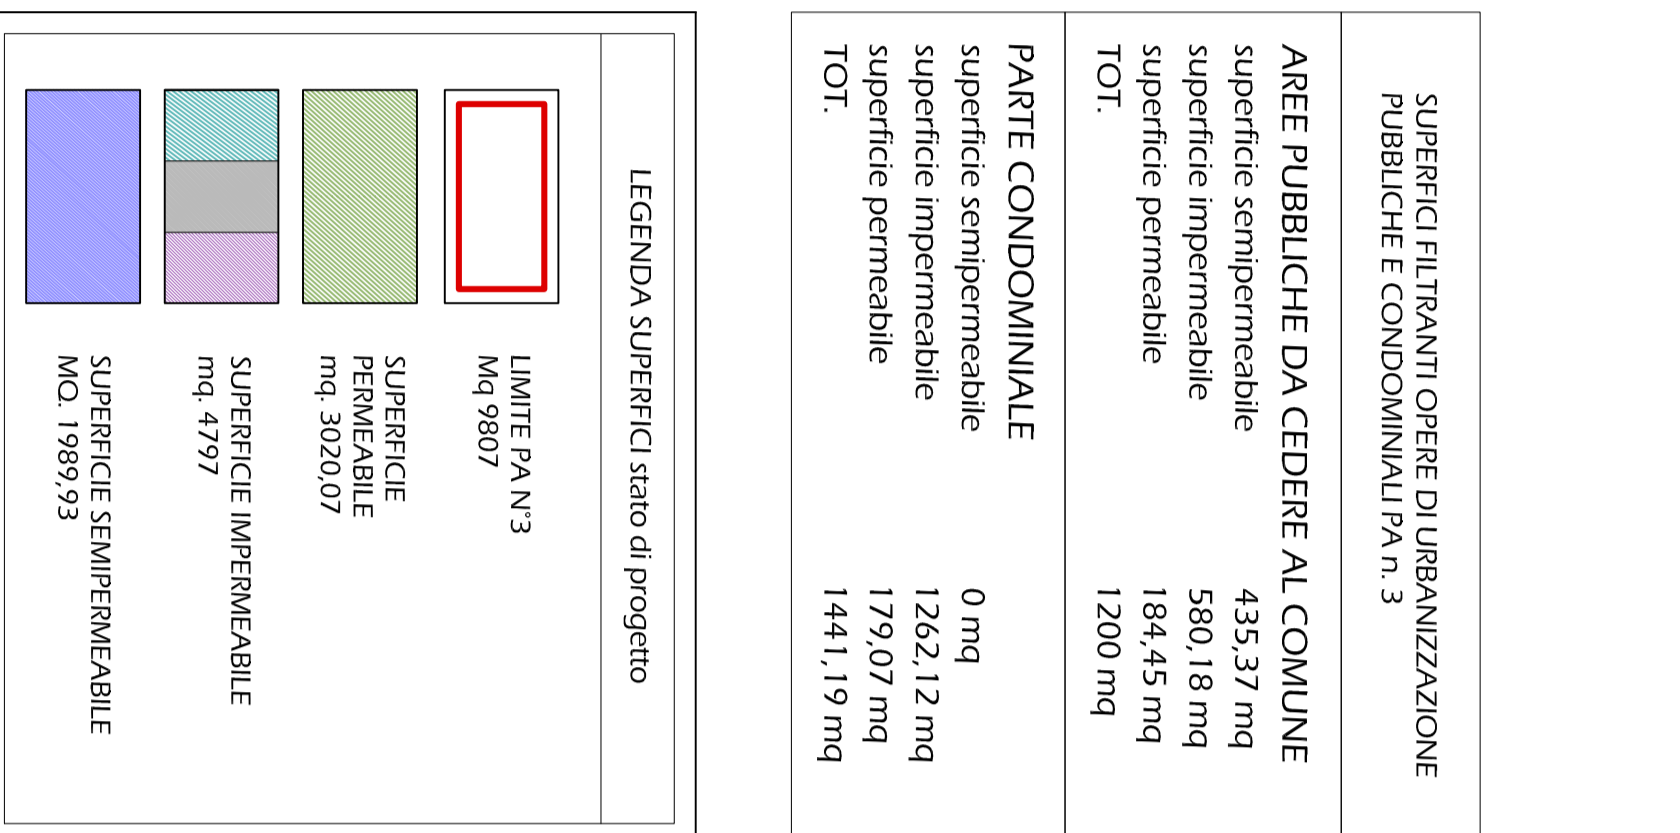 SUPERFICI FILTRANTI OPERE DI URBANIZZAZIONE
PUBBLICHE E CONDOMINIALI PA n. 3
AREE PUBBLICHE DA CEDERE AL COMUNE
superficie semipermeabile 435,37 mq
superficie impermeabile 580,18 mq
superficie permeabile 184,45 mq
TOT. 1200 mq
PARTE CONDOMINIALE
superficie semipermeabile 0 mq
superficie impermeabile 1262,12 mq
superficie permeabile 179,07 mq
TOT. 1441,19 mq
LEGENDA SUPERFICI stato di progetto
LIMITE PA N°3
Mq 9807
SUPERFICIE
PERMEABILE
mq. 3020,07
SUPERFICIE IMPERMEABILE
mq. 4797
SUPERFICIE SEMIPERMEABILE
MQ. 1989,93